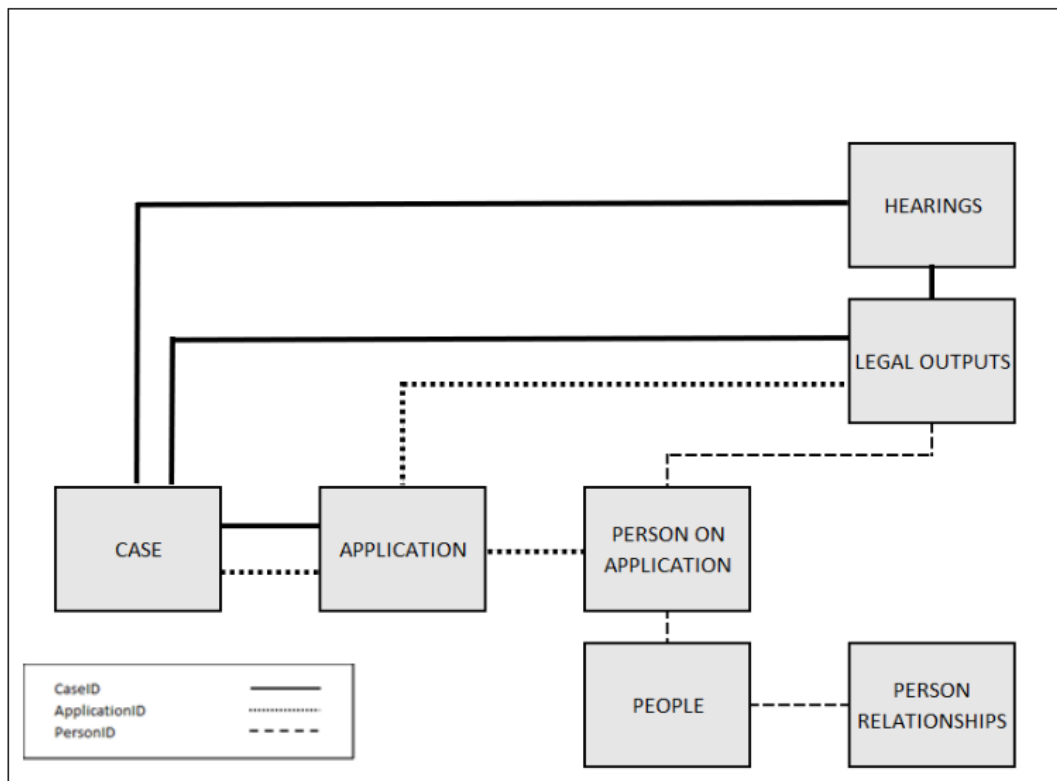 HEARINGS
LEGAL OUTPUTS
CASE
APPLICATION
PERSON ON
APPLICATION
PEOPLE
PERSON
RELATIONSHIPS
CaseID
ApplicationID
PersonID